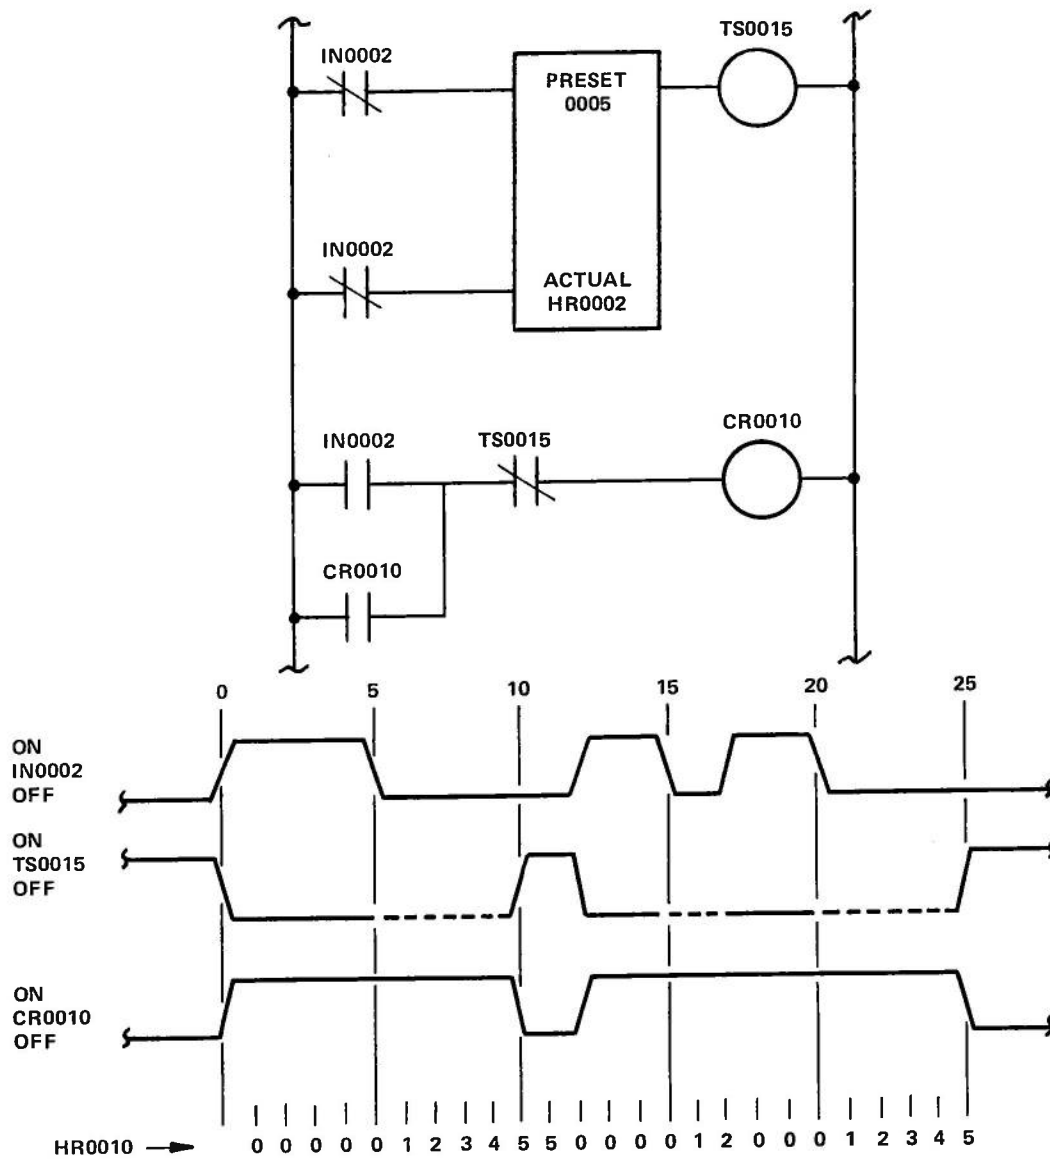 TS0015
IN0002
PRESET
0005
IN0002
ACTUAL
HR0002
IN0002
TS0015
CR0010
CR0010
0 5 10 15 20 25
ON
IN0002
OFF
ON
TS0015
OFF
ON
CR0010
OFF
HR0010 0 0 0 0 0 1 2 3 4 5 5 0 0 0 0 1 2 0 0 0 1 2 3 4 5